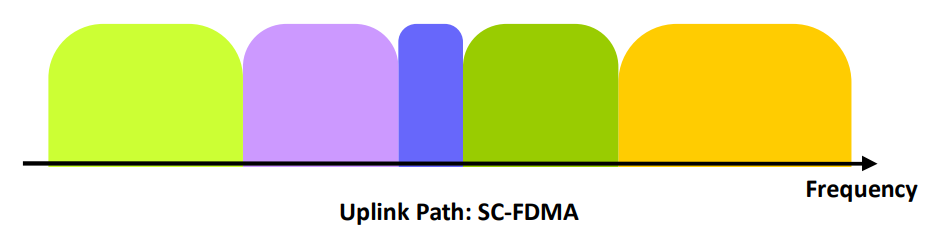 Frequency
Uplink Path: SC-FDMA